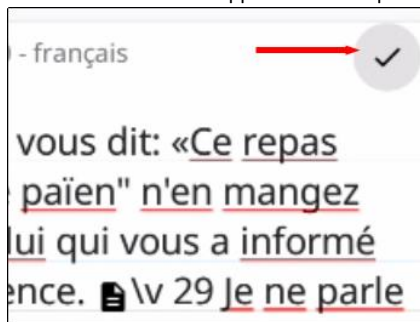 - français
vous dit: «Ce repas
païen" n'en mangez
lui qui vous a informé
ence. \v 29 Je ne parle